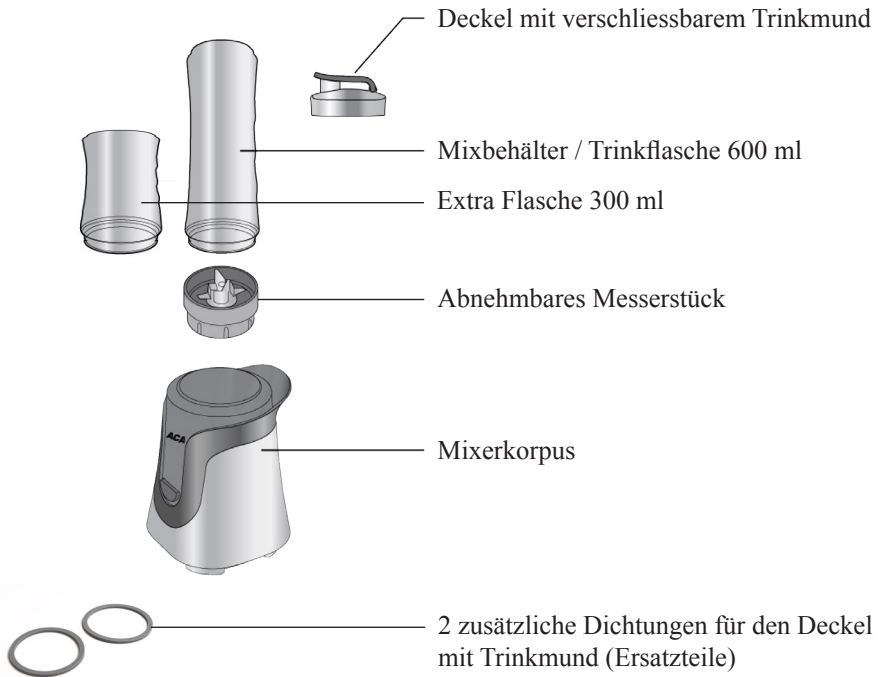 Deckel mit verschliessbarem Trinkmund
Mixbehälter / Trinkflasche 600 ml
Extra Flasche 300 ml
Abnehmbares Messerstück
ACA
Mixerkorpus
2 zusätzliche Dichtungen für den Deckel
mit Trinkmund (Ersatzteile)